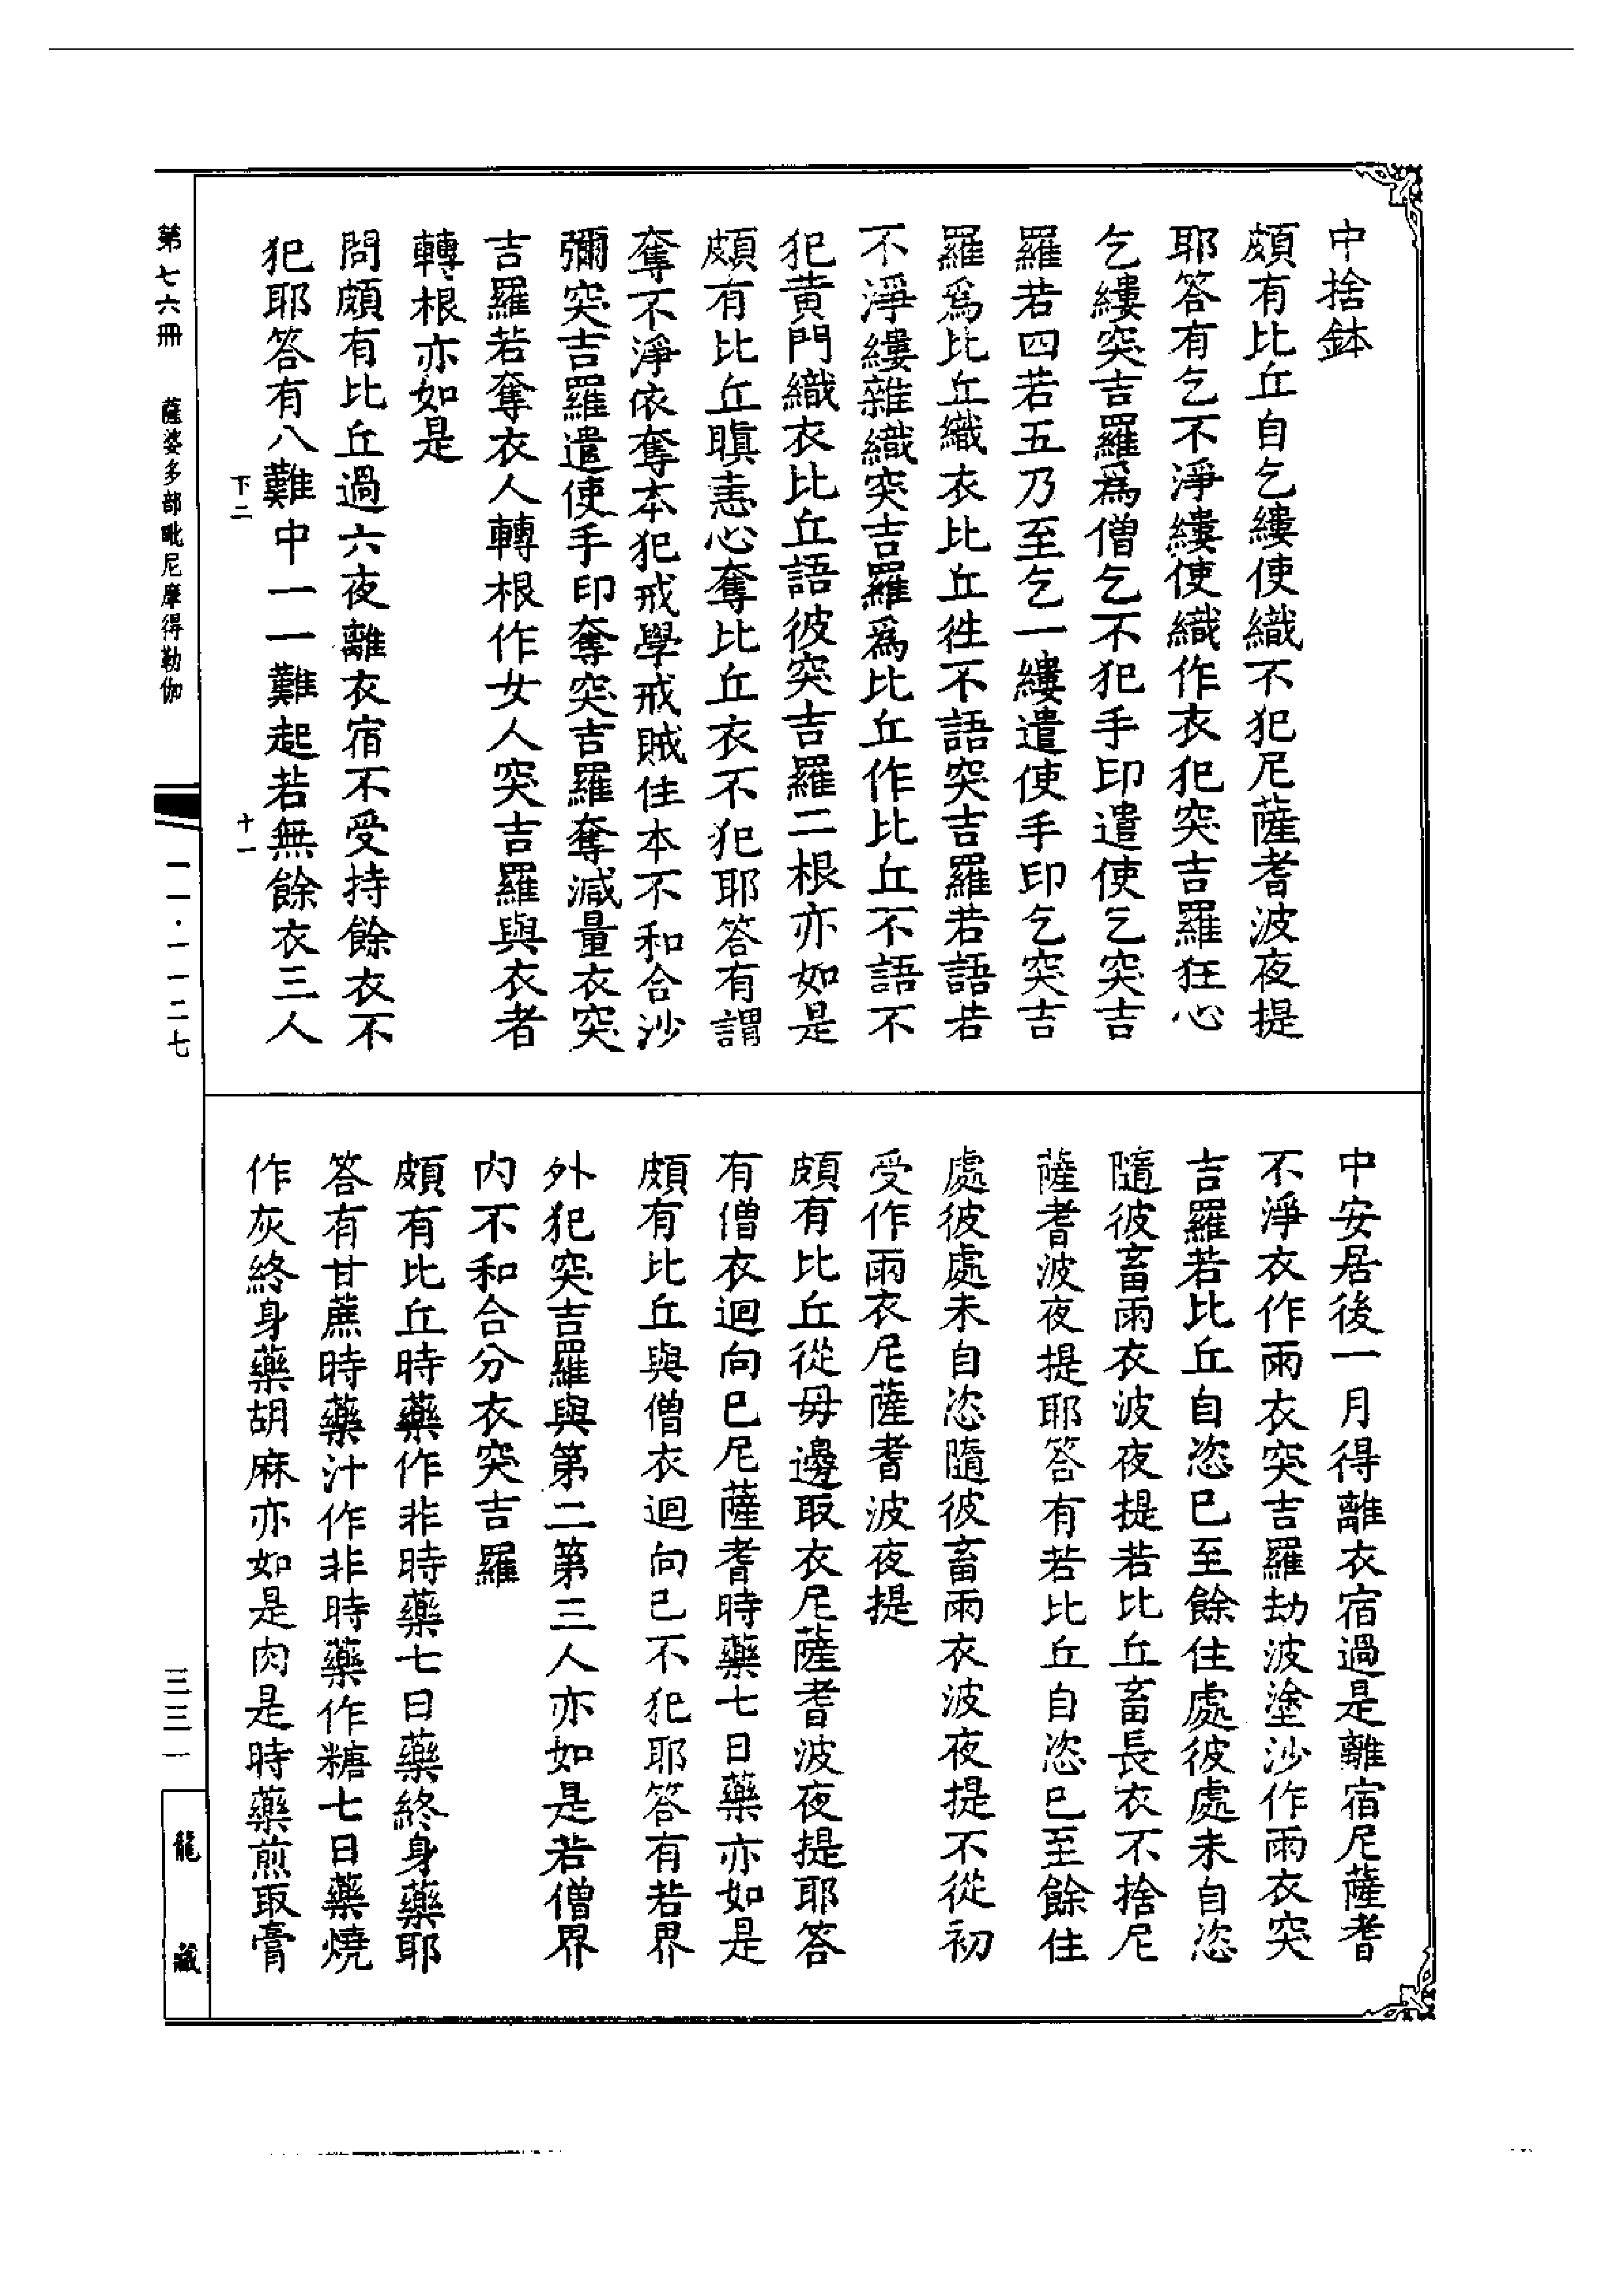 中捨鉢
頗有比丘自乞縷使織不犯尼薩耆波夜提
耶答有乞不淨縷使織作衣犯突吉羅狂心
乞縷突吉羅爲僧乞不犯手印遣使乞突吉
羅若四若五乃至乞一縷遣使手印乞突吉
羅爲比丘織衣比丘徃不語突吉羅若語若
不淨縷雜織突吉羅爲比丘作比丘不語不
犯黄門織衣比丘語彼突吉羅二根亦如是
頗有比丘瞋恚心奪比丘衣不犯耶答有謂
奪不淨依奪本犯戒學戒賊住本不和合沙
彌突吉羅遣使手印奪突吉羅奪減量衣突
吉羅若奪衣人轉根作女人突吉羅與衣者
轉根亦如是
問頗有比丘過六夜離衣宿不受持餘衣不
犯耶答有八難中一一難起若無餘衣三人
下二
十一
中安居後一月得離衣宿過是離宿尼薩耆
不淨衣作雨衣突吉羅劫波塗沙作雨衣突
吉羅若比丘自恣已至餘住處彼處未自恣
隨彼畜雨衣波夜提若比丘畜長衣不捨尼
薩耆波夜提耶答有若比丘自恣已至餘住
處彼處未自恣隨彼畜雨衣波夜提不從初
受作雨衣尼薩耆波夜提
頗有比丘從毋邊取衣尼薩耆波夜提耶答
有僧衣迴向已尼薩耆時藥七日藥亦如是
頗有比丘與僧衣迴向已不犯耶答有若界
外犯突吉羅與第二第三人亦如是若僧界
内不和合分衣突吉羅
頗有比丘時藥作非時藥七日藥終身藥耶
答有甘蔗時藥汁作非時藥作糖七日藥燒
作灰終身藥胡麻亦如是肉是時藥煎取膏
第七六冊
薩婆多部毗尼摩得勒伽
一一·一一二七
三三一
龍藏